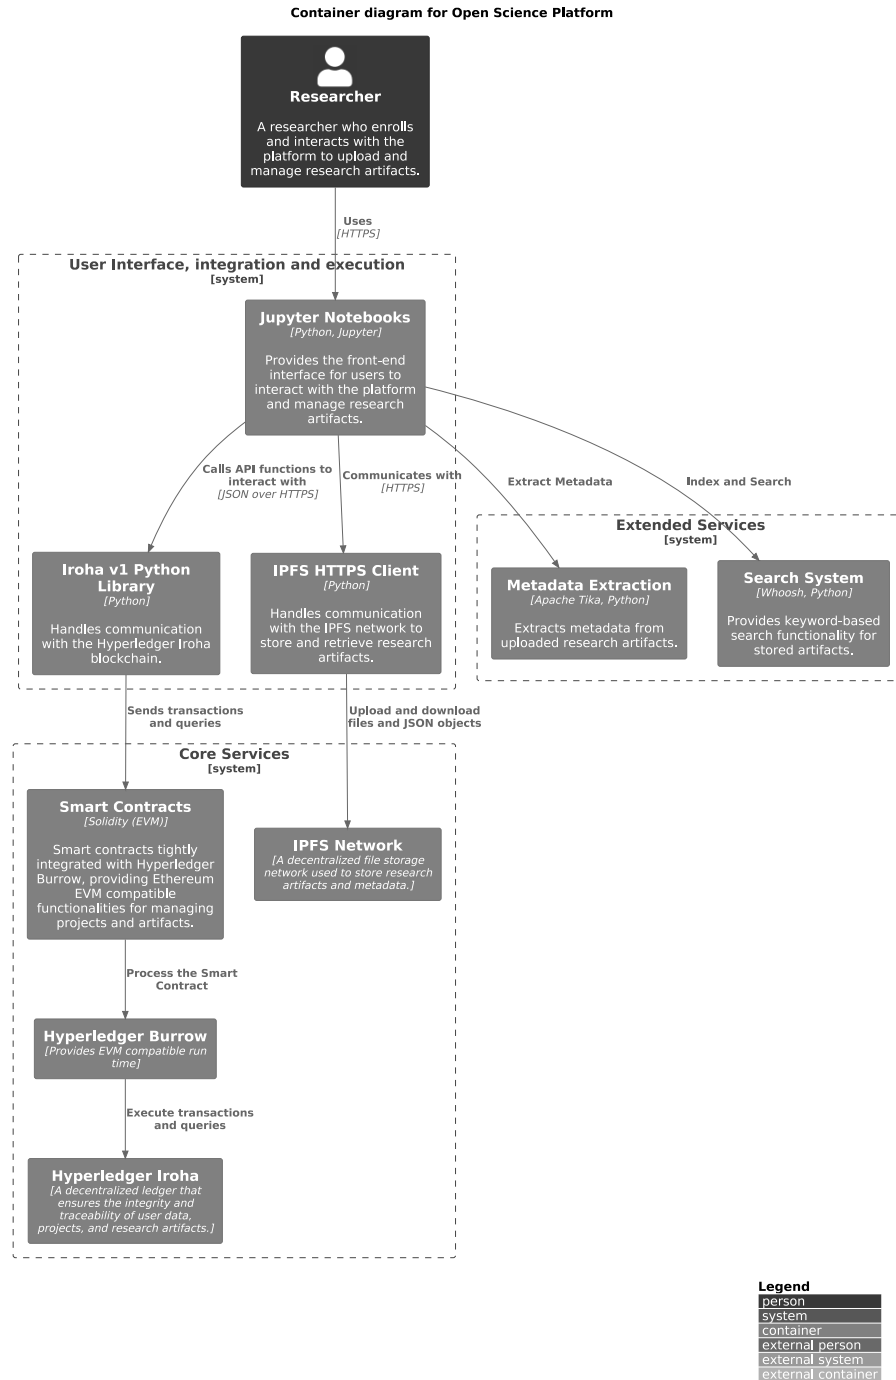 Container diagram for Open Science Platform
Researcher
A researcher who enrolls
and interacts with the
platform to upload and
manage research artifacts.
Uses
[HTTPS]
User Interface, integration and execution
[system]
Jupyter Notebooks
[Python, Jupyter]
Provides the front-end
interface for users to
interact with the platform
and manage research
artifacts.
Calls API functions to
interact with
[JSON over HTTPS]
Communicates with
[HTTPS]
Extract Metadata
Index and Search
Iroha v1 Python
Library
[Python]
Handles communication
with the Hyperledger Iroha
blockchain.
IPFS HTTPS Client
[Python]
Handles communication
with the IPFS network to
store and retrieve research
artifacts.
Extended Services
[system]
Metadata Extraction
[Apache Tika, Python]
Extracts metadata from
uploaded research artifacts.
Search System
[Whoosh, Python]
Provides keyword-based
search functionality for
stored artifacts.
Sends transactions
and queries
Upload and download
files and JSON objects
Core Services
[system]
Smart Contracts
[Solidity (EVM)]
Smart contracts tightly
integrated with Hyperledger
Burrow, providing Ethereum
EVM compatible
functionalities for managing
projects and artifacts.
IPFS Network
[A decentralized file storage
network used to store research
artifacts and metadata.]
Process the Smart
Contract
Hyperledger Burrow
[Provides EVM compatible run
time]
Execute transactions
and queries
Hyperledger Iroha
[A decentralized ledger that
ensures the integrity and
traceability of user data,
projects, and research artifacts.]
Legend
person
system
container
external person
external system
external container